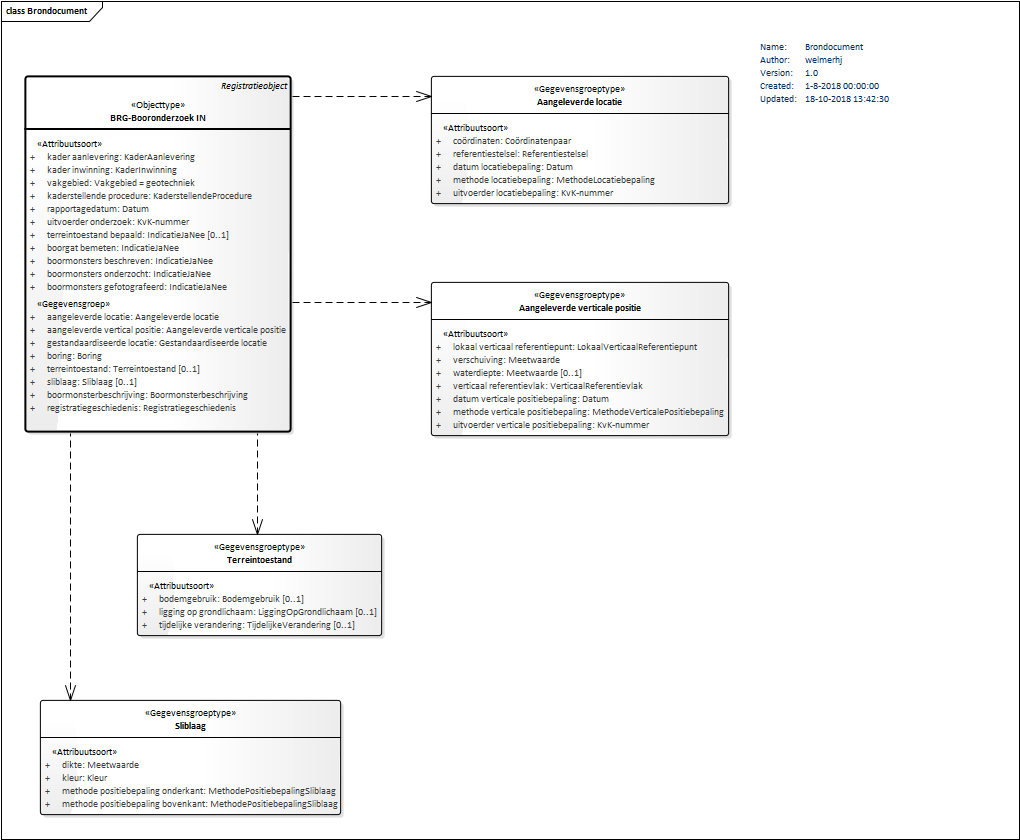 class Brondocument
Name: Brondocument
Author: welmerhj
Version: 1.0
Created: 1-8-2018 00:00:00
Updated: 18-10-2018 13:42:30
Registratieobject
«Objecttype»
BRG-Booronderzoek IN
«Attribuutsoort»
+ kader aanlevering: KaderAanlevering
+ kader inwinning: KaderInwinning
+ vakgebied: Vakgebied = geotechniek
+ kaderstellende procedure: KaderstellendeProcedure
+ rapportagedatum: Datum
+ uitvoerder onderzoek: KvK-nummer
+ terreintoestand bepaald: IndicatieJaNee [0..1]
+ boorgat bemeten: IndicatieJaNee
+ boormonsters beschreven: IndicatieJaNee
+ boormonsters onderzocht: IndicatieJaNee
+ boormonsters gefotografeerd: IndicatieJaNee
«Gegevensgroep»
+ aangeleverde locatie: Aangeleverde locatie
+ aangeleverde vertical positie: Aangeleverde verticale positie
+ gestandaardiseerde locatie: Gestandaardiseerde locatie
+ boring: Boring
+ terreintoestand: Terreintoestand [0..1]
+ sliblaag: Sliblaag [0..1]
+ boormonsterbeschrijving: Boormonsterbeschrijving
+ registratiegeschiedenis: Registratiegeschiedenis
«Gegevensgroeptype»
Aangeleverde locatie
«Attribuutsoort»
+ coördinaten: Coördinatenpaar
+ referentiestelsel: Referentiestelsel
+ datum locatiebepaling: Datum
+ methode locatiebepaling: MethodeLocatiebepaling
+ uitvoerder locatiebepaling: KvK-nummer
«Gegevensgroeptype»
Aangeleverde verticale positie
«Attribuutsoort»
+ lokaal verticaal referentiepunt: LokaalVerticaalReferentiepunt
+ verschuiving: Meetwaarde
+ waterdiepte: Meetwaarde [0..1]
+ verticaal referentievlak: VerticaalReferentievlak
+ datum verticale positiebepaling: Datum
+ methode verticale positiebepaling: MethodeVerticalePositiebepaling
+ uitvoerder verticale positiebepaling: KvK-nummer
«Gegevensgroeptype»
Terreintoestand
«Attribuutsoort»
+ bodemgebruik: Bodemgebruik [0..1]
+ ligging op grondlichaam: LiggingOpGrondlichaam [0..1]
+ tijdelijke verandering: TijdelijkeVerandering [0..1]
«Gegevensgroeptype»
Sliblaag
«Attribuutsoort»
+ dikte: Meetwaarde
+ kleur: Kleur
+ methode positiebepaling onderkant: MethodePositiebepalingSliblaag
+ methode positiebepaling bovenkant: MethodePositiebepalingSliblaag